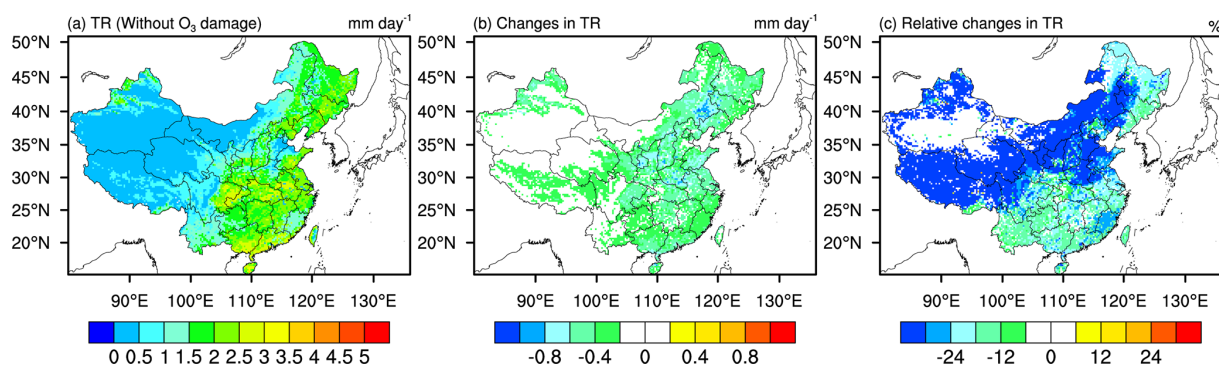 (a) TR (Without O₃ damage) mm day⁻¹
50°N
45°N
40°N
35°N
30°N
25°N
20°N
90°E 100°E 110°E 120°E 130°E
0 0.5 1 1.5 2 2.5 3 3.5 4 4.5 5
(b) Changes in TR mm day⁻¹
50°N
45°N
40°N
35°N
30°N
25°N
20°N
90°E 100°E 110°E 120°E 130°E
-0.8 -0.4 0 0.4 0.8
(c) Relative changes in TR %
50°N
45°N
40°N
35°N
30°N
25°N
20°N
90°E 100°E 110°E 120°E 130°E
-24 -12 0 12 24